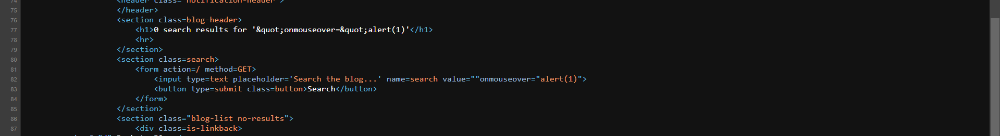 74 <header class="notification-header">
75 </header>
76 <section class=blog-header>
77 <h1>0 search results for '&quot;onmouseover=&quot;alert(1)'</h1>
78 <hr>
79 </section>
80 <section class=search>
81 <form action=/ method=GET>
82 <input type=text placeholder='Search the blog...' name=search value=""onmouseover="alert(1)">
83 <button type=submit class=button>Search</button>
84 </form>
85 </section>
86 <section class="blog-list no-results">
87 <div class=is-linkback>